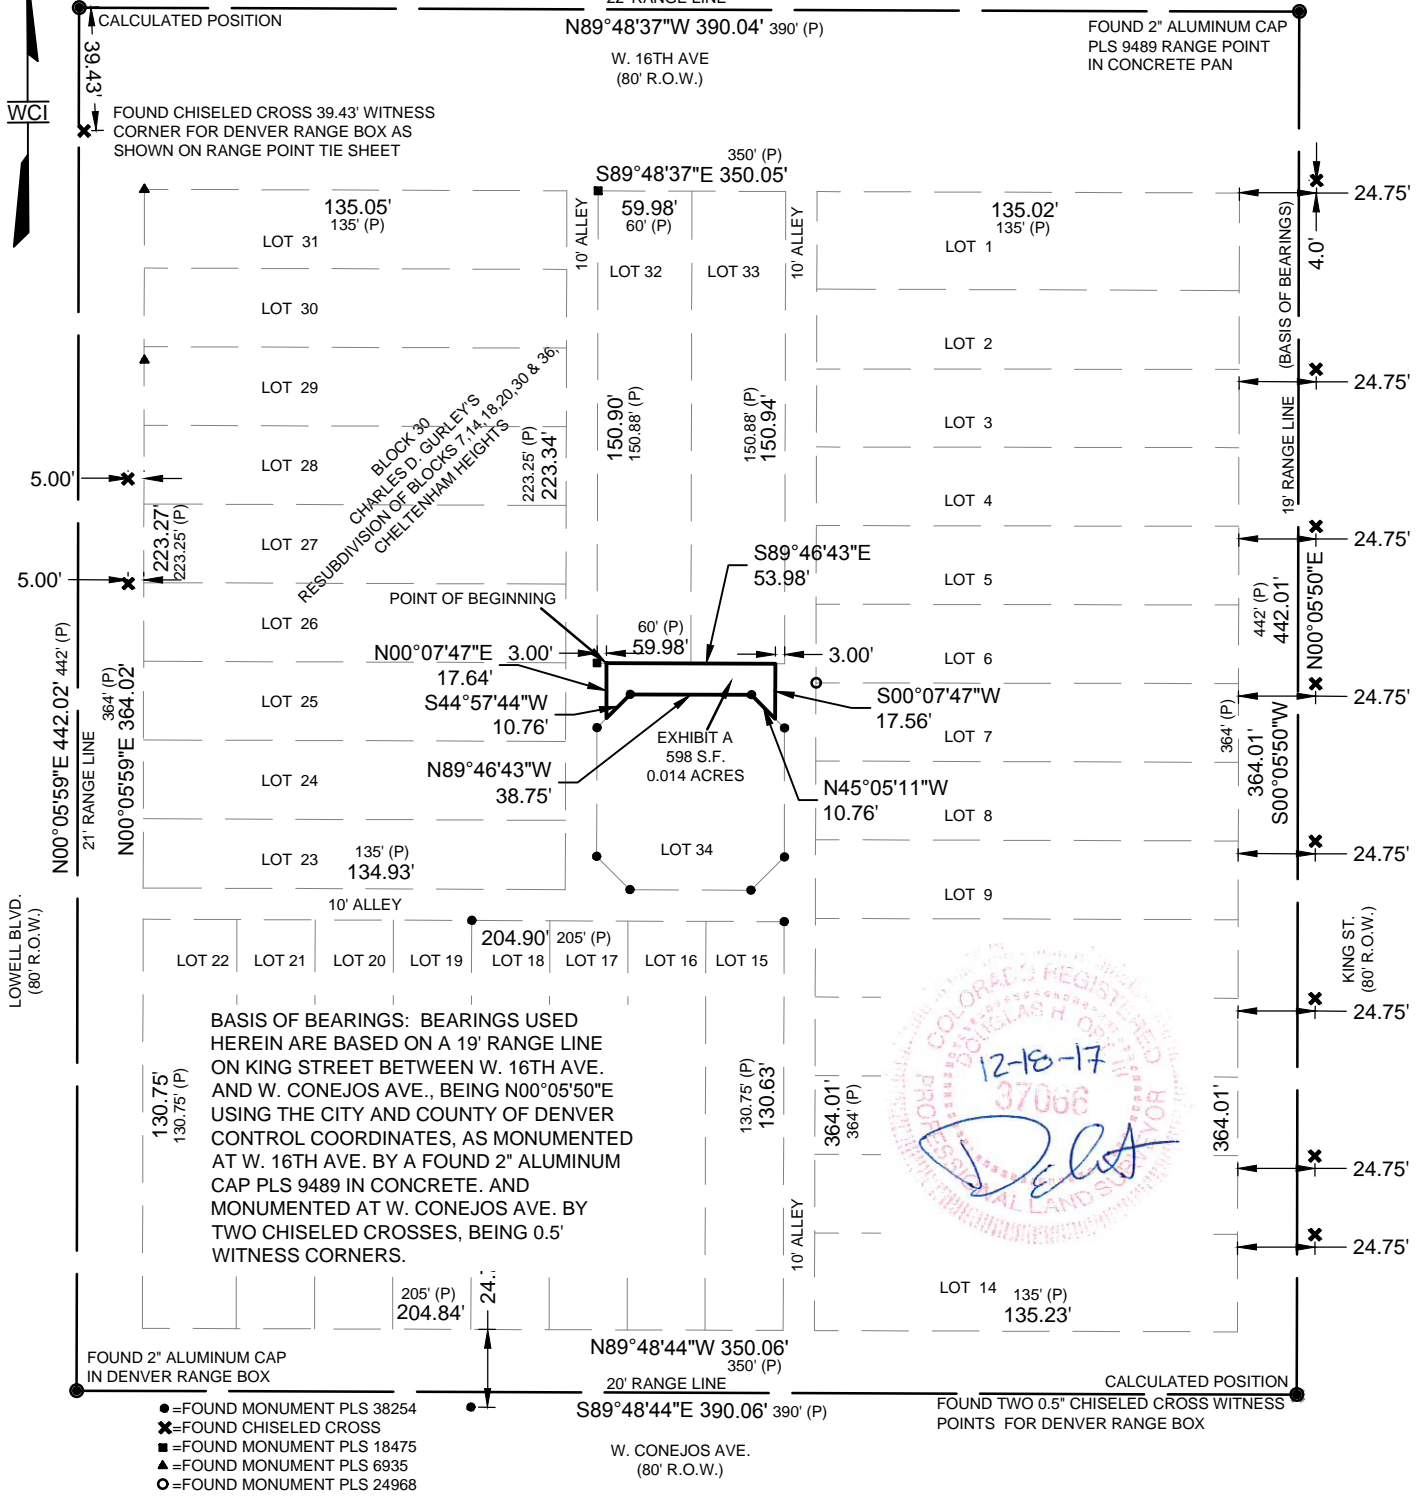 22' RANGE LINE
N89°48'37"W 390.04' 390' (P)
CALCULATED POSITION
FOUND 2" ALUMINUM CAP
PLS 9489 RANGE POINT
IN CONCRETE PAN
W. 16TH AVE
(80' R.O.W.)
39.43'
WCI
FOUND CHISELED CROSS 39.43' WITNESS
CORNER FOR DENVER RANGE BOX AS
SHOWN ON RANGE POINT TIE SHEET
350' (P)
S89°48'37"E 350.05'
135.05'
135' (P)
10' ALLEY
59.98'
60' (P)
10' ALLEY
135.02'
135' (P)
24.75'
4.0'
LOT 31
LOT 32
LOT 33
LOT 1
LOT 30
LOT 2
(BASIS OF BEARINGS)
19' RANGE LINE
24.75'
LOT 29
LOT 3
BLOCK 30
CHARLES D. GURLEY'S
RESUBDIVISION OF BLOCKS 7,14,18,20,30 & 36,
CHELTENHAM HEIGHTS
150.90'
150.88' (P)
150.88' (P)
150.94'
223.25' (P)
223.34'
LOT 28
5.00'
LOT 4
223.27'
223.25' (P)
LOT 27
24.75'
S89°46'43"E
53.98'
5.00'
LOT 5
442' (P)
442.01'
N00°05'50"E
POINT OF BEGINNING
LOT 26
60' (P)
59.98'
N00°07'47"E 3.00'
17.64'
3.00'
LOT 6
N00°05'59"E 442.02' 442' (P)
21' RANGE LINE
364' (P)
N00°05'59"E 364.02'
LOT 25
S44°57'44"W
10.76'
S00°07'47"W
17.56'
24.75'
LOT 7
EXHIBIT A
598 S.F.
0.014 ACRES
364' (P)
364.01'
S00°05'50"W
N89°46'43"W
38.75'
LOT 24
N45°05'11"W
10.76'
LOT 8
LOT 23
135' (P)
134.93'
LOT 34
24.75'
LOT 9
10' ALLEY
LOWELL BLVD.
(80' R.O.W.)
204.90' 205' (P)
LOT 22
LOT 21
LOT 20
LOT 19
LOT 18
LOT 17
LOT 16
LOT 15
KING ST.
(80' R.O.W.)
24.75'
COLORADO REGISTERED
DOUGLAS H.
12-18-17
37066
PROFESSIONAL LAND SURVEYOR
BASIS OF BEARINGS: BEARINGS USED
HEREIN ARE BASED ON A 19' RANGE LINE
ON KING STREET BETWEEN W. 16TH AVE.
AND W. CONEJOS AVE., BEING N00°05'50"E
USING THE CITY AND COUNTY OF DENVER
CONTROL COORDINATES, AS MONUMENTED
AT W. 16TH AVE. BY A FOUND 2" ALUMINUM
CAP PLS 9489 IN CONCRETE. AND
MONUMENTED AT W. CONEJOS AVE. BY
TWO CHISELED CROSSES, BEING 0.5'
WITNESS CORNERS.
130.75'
130.75' (P)
130.75' (P)
130.63'
364.01'
364' (P)
364.01'
24.75'
10' ALLEY
24.75'
205' (P)
204.84'
LOT 14
135' (P)
135.23'
N89°48'44"W 350.06'
350' (P)
FOUND 2" ALUMINUM CAP
IN DENVER RANGE BOX
20' RANGE LINE
S89°48'44"E 390.06' 390' (P)
CALCULATED POSITION
FOUND TWO 0.5" CHISELED CROSS WITNESS
POINTS FOR DENVER RANGE BOX
=FOUND MONUMENT PLS 38254
=FOUND CHISELED CROSS
=FOUND MONUMENT PLS 18475
=FOUND MONUMENT PLS 6935
=FOUND MONUMENT PLS 24968
W. CONEJOS AVE.
(80' R.O.W.)